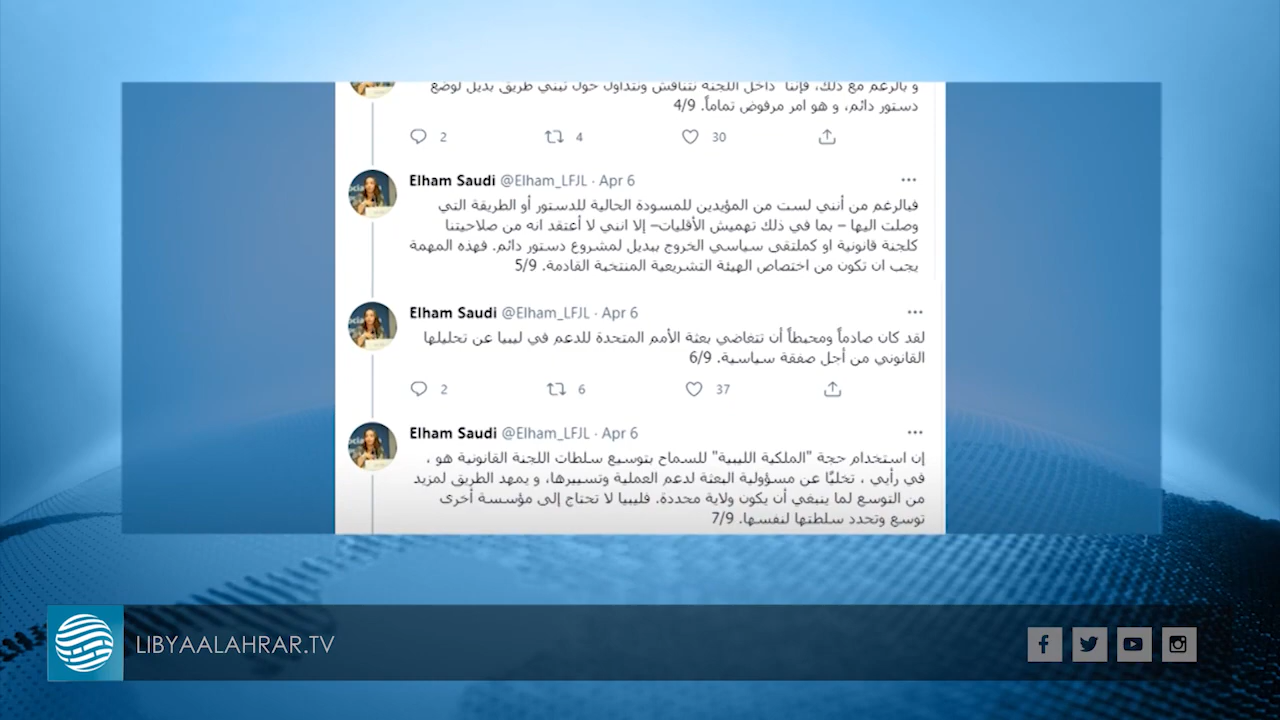 و بالرغم مع ذلك، فإننا داخل اللجنة نتناقش ونتداول حول تبني طريق بديل لوضع
دستور دائم، و هو امر مرفوض تماماً. 4/9
2 4 30
Elham Saudi @Elham_LFJL · Apr 6
فبالرغم من أنني لست من المؤيدين للمسودة الحالية للدستور أو الطريقة التي
وصلت اليها – بما في ذلك تهميش الأقليات– إلا انني لا أعتقد انه من صلاحيتنا
كلجنة قانونية او كملتقى سياسي الخروج ببديل لمشروع دستور دائم. فهذه المهمة
يجب ان تكون من اختصاص الهيئة التشريعية المنتخبة القادمة. 5/9
Elham Saudi @Elham_LFJL · Apr 6
لقد كان صادماً ومحبطاً أن تتغاضي بعثة الأمم المتحدة للدعم في ليبيا عن تحليلها
القانوني من أجل صفقة سياسية. 6/9
2 6 37
Elham Saudi @Elham_LFJL · Apr 6
إن استخدام حجة "الملكية الليبية" للسماح بتوسيع سلطات اللجنة القانونية هو ،
في رأيي ، تخليًا عن مسؤولية البعثة لدعم العملية وتسييرها، و يمهد الطريق لمزيد
من التوسع لما ينبغي أن يكون ولاية محددة. فليبيا لا تحتاج إلى مؤسسة أخرى
توسع وتحدد سلطتها لنفسها. 7/9
LIBYAALAHRAR.TV